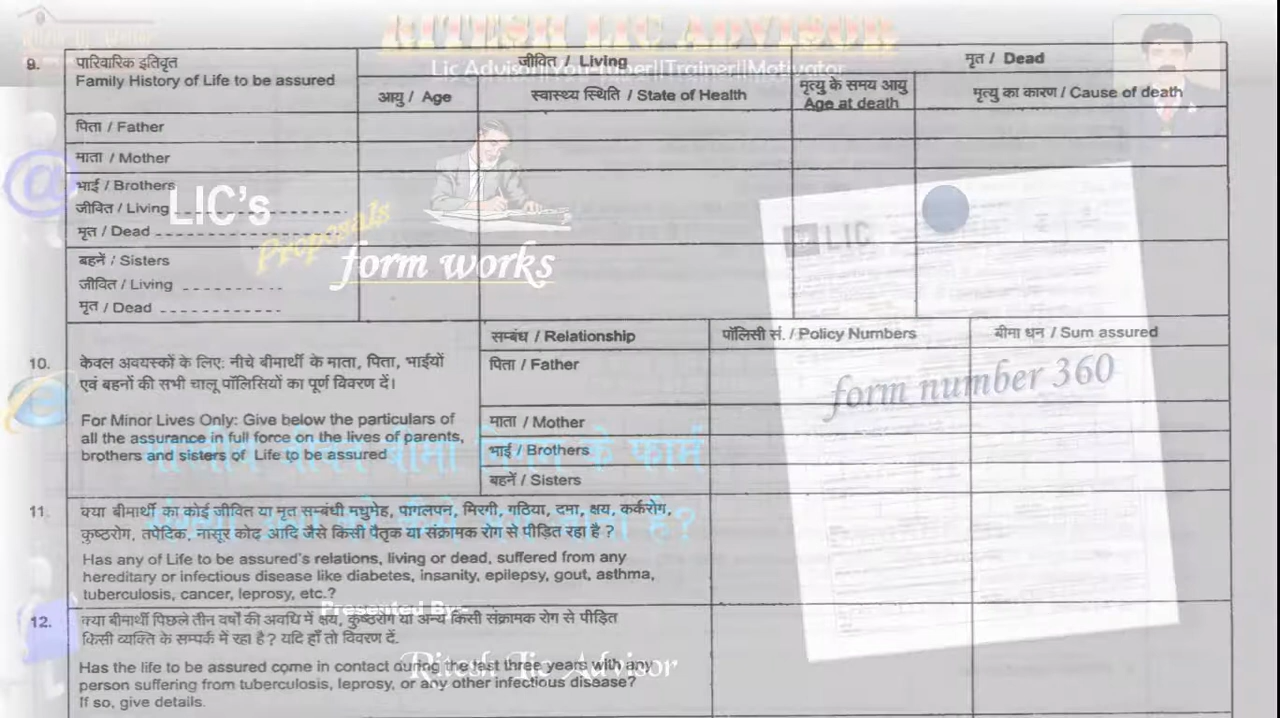 RITESH LIC ADVISOR
Lic Advisor||You-tuber||Trainer||Motivator
9. पारिवारिक इतिवृत
Family History of Life to be assured
जीवित / Living
मृत / Dead
आयु / Age
स्वास्थ्य स्थिति / State of Health
मृत्यु के समय आयु
Age at death
मृत्यु का कारण / Cause of death
पिता / Father
माता / Mother
भाई / Brothers
जीवित / Living
मृत / Dead
बहनें / Sisters
जीवित / Living
मृत / Dead
LIC's
Proposals
form works
LIC
सम्बंध / Relationship
पॉलिसी सं. / Policy Numbers
बीमा धन / Sum assured
10. केवल अवयस्कों के लिए: नीचे बीमार्थी के माता, पिता, भाईयों
एवं बहनों की सभी चालू पॉलिसियों का पूर्ण विवरण दें।
For Minor Lives Only: Give below the particulars of
all the assurance in full force on the lives of parents,
brothers and sisters of Life to be assured
पिता / Father
माता / Mother
भाई / Brothers
बहनें / Sisters
form number 360
भारतीय जीवन बीमा निगम के फार्म
11. क्या बीमार्थी का कोई जीवित या मृत सम्बंधी मधुमेह, पागलपन, मिरगी, गठिया, दमा, क्षय, कर्करोग,
कुष्ठरोग, तपेदिक, नासूर कोढ़ आदि जैसे किसी पैतृक या संक्रामक रोग से पीड़ित रहा है ?
है?
Has any of Life to be assured's relations, living or dead, suffered from any
hereditary or infectious disease like diabetes, insanity, epilepsy, gout, asthma,
tuberculosis, cancer, leprosy, etc.?
Presented By:-
12. क्या बीमार्थी पिछले तीन वर्षों की अवधि में क्षय, कुष्ठरोग या अन्य किसी संक्रामक रोग से पीड़ित
किसी व्यक्ति के सम्पर्क में रहा है? यदि हाँ तो विवरण दें.
Has the life to be assured come in contact during the last three years with any
person suffering from tuberculosis, leprosy, or any other infectious disease?
If so, give details.
Ritesh Lic Advisor